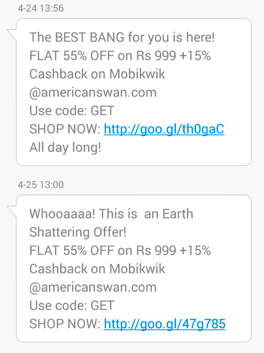 4-24 13:56
The BEST BANG for you is here!
FLAT 55% OFF on Rs 999 +15%
Cashback on Mobikwik
@americanswan.com
Use code: GET
SHOP NOW: http://goo.gl/th0gaC
All day long!
4-25 13:00
Whooaaaa! This is  an Earth
Shattering Offer!
FLAT 55% OFF on Rs 999 +15%
Cashback on Mobikwik
@americanswan.com
Use code: GET
SHOP NOW: http://goo.gl/47g785